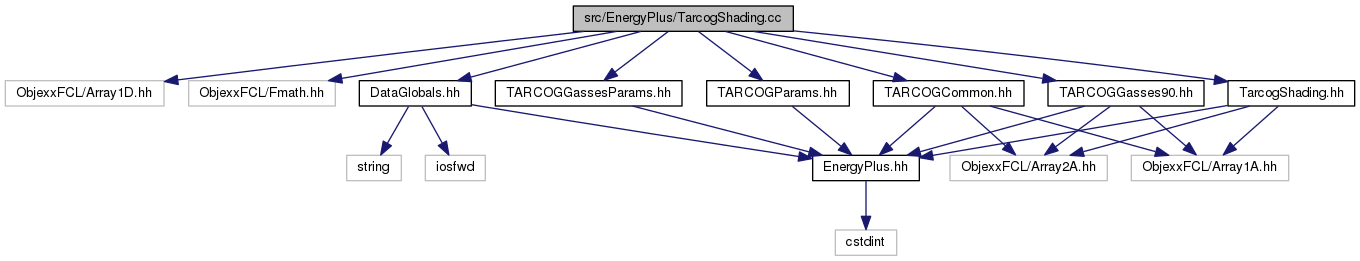 src/EnergyPlus/TarcogShading.cc
ObjexxFCL/Array1D.hh
ObjexxFCL/Fmath.hh
DataGlobals.hh
TARCOGGassesParams.hh
TARCOGParams.hh
TARCOGCommon.hh
TARCOGGasses90.hh
TarcogShading.hh
string
iosfwd
EnergyPlus.hh
ObjexxFCL/Array2A.hh
ObjexxFCL/Array1A.hh
cstdint